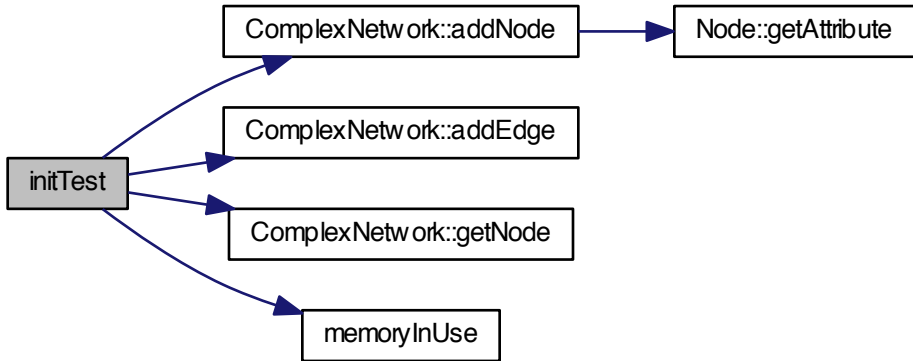 ComplexNetwork::addNode
Node::getAttribute
ComplexNetwork::addEdge
initTest
ComplexNetwork::getNode
memoryInUse